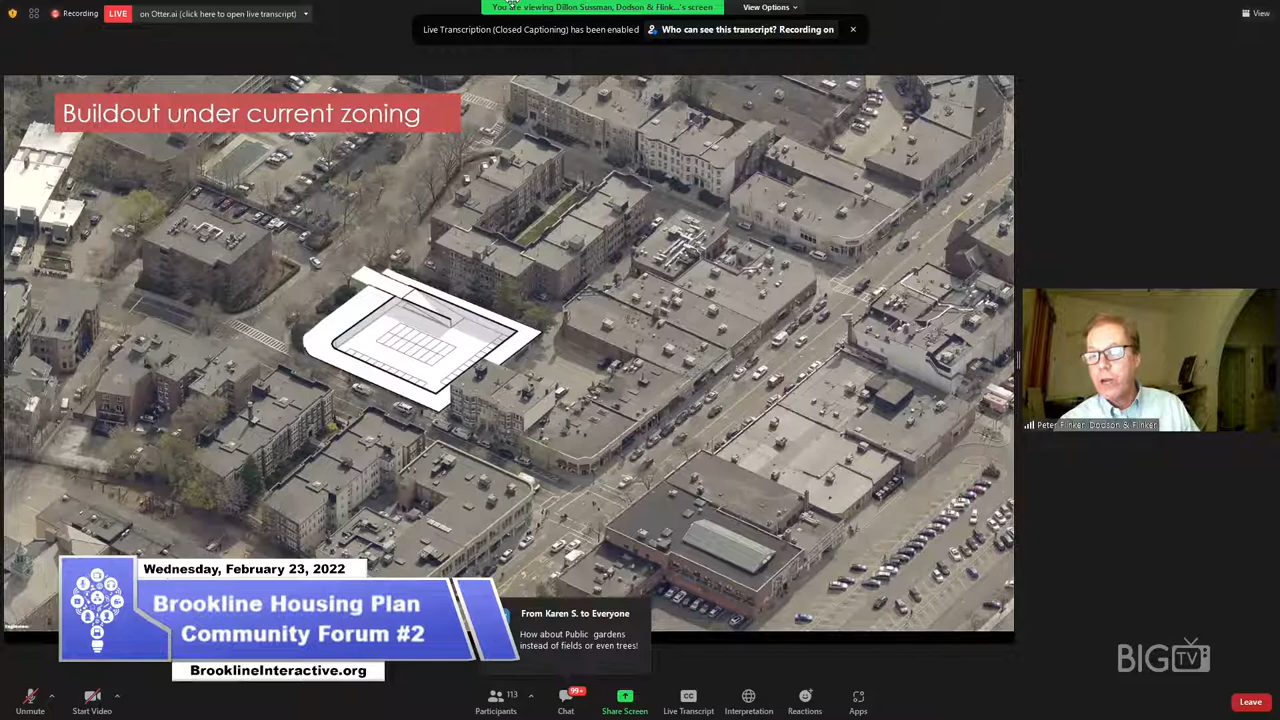 You are viewing Dillon Sussman, Dodson & Flink...'s screen
View Options
Recording
LIVE
on Otter.ai (click here to open live transcript)
View
Live Transcription (Closed Captioning) has been enabled
Who can see this transcript? Recording on
Buildout under current zoning
Peter Flinker, Dodson & Flinker
Wednesday, February 23, 2022
Brookline Housing Plan
Community Forum #2
BrooklineInteractive.org
From Karen S. to Everyone
How about Public gardens
instead of fields or even trees!
BIG TV
Unmute
Start Video
113
Participants
99+
Chat
Share Screen
CC
Live Transcript
Interpretation
Reactions
Apps
Leave